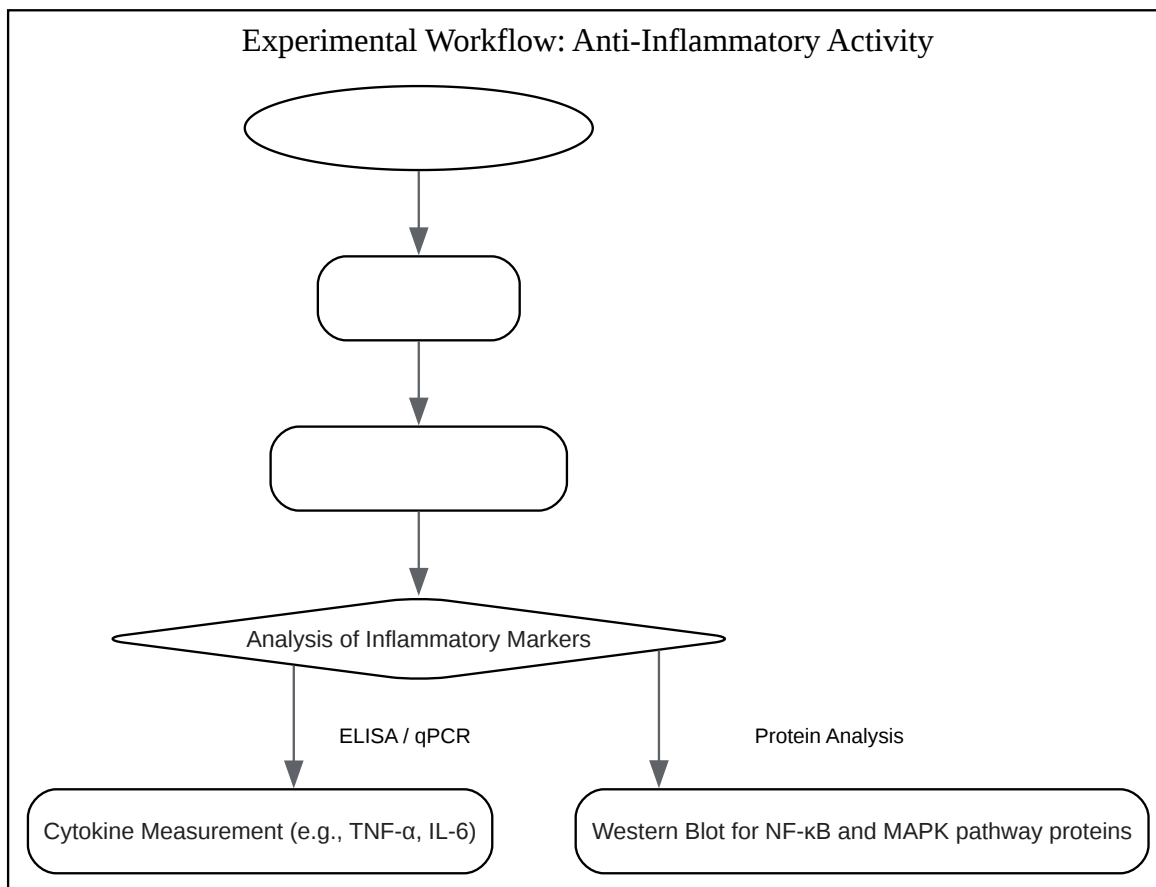 Experimental Workflow: Anti-Inflammatory Activity
Analysis of Inflammatory Markers
ELISA / qPCR
Protein Analysis
Cytokine Measurement (e.g., TNF-α, IL-6)
Western Blot for NF-κB and MAPK pathway proteins